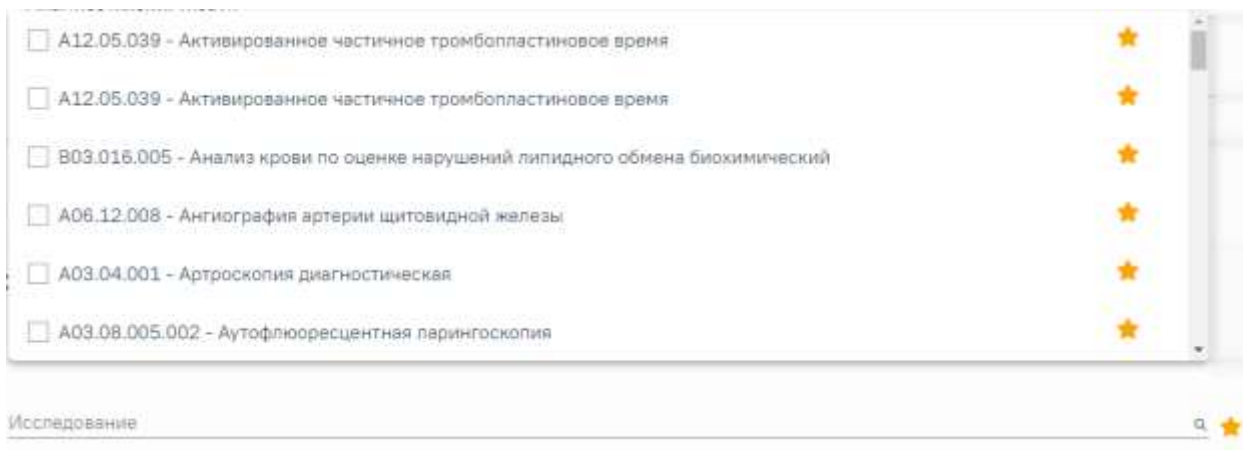 A12.05.039 - Активированное частичное тромбопластиновое время
A12.05.039 - Активированное частичное тромбопластиновое время
B03.016.005 - Анализ крови по оценке нарушений липидного обмена биохимический
A06.12.008 - Ангиография артерии щитовидной железы
A03.04.001 - Артроскопия диагностическая
A03.08.005.002 - Аутофлюоресцентная ларингоскопия
Исследование